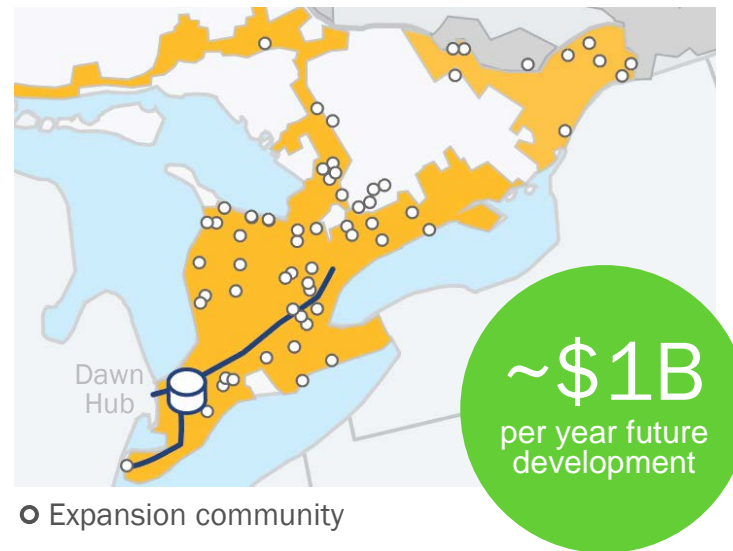 Dawn
Hub
~$1B
per year future
development
Expansion community